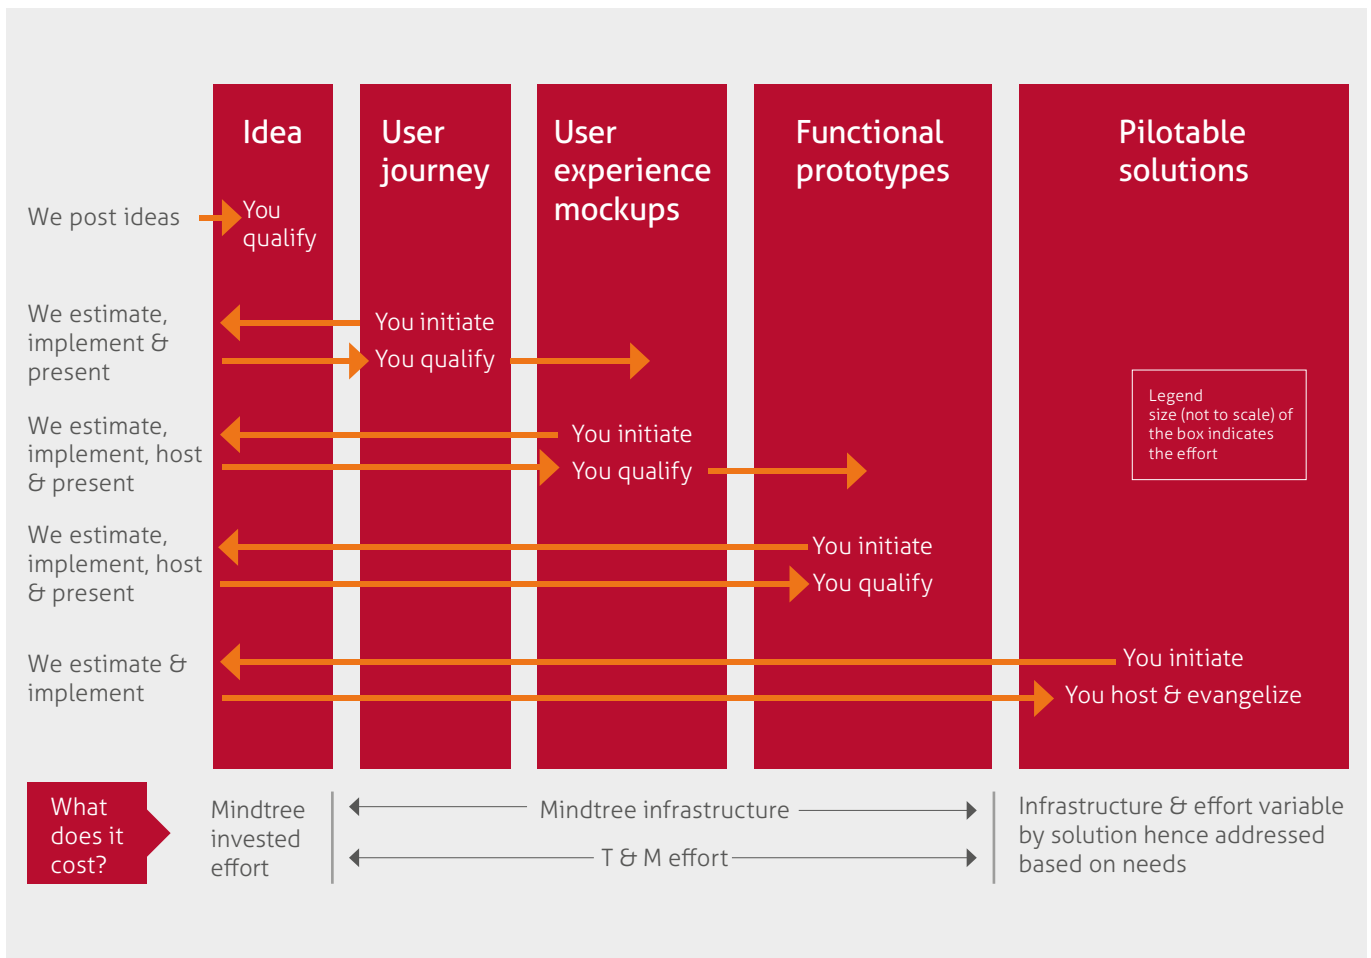 Idea
User
journey
User
experience
mockups
Functional
prototypes
Pilotable
solutions
We post ideas
You
qualify
We estimate,
implement &
present
You initiate
You qualify
We estimate,
implement, host
& present
You initiate
You qualify
Legend
size (not to scale) of
the box indicates
the effort
We estimate,
implement, host
& present
You initiate
You qualify
We estimate &
implement
You initiate
You host & evangelize
What
does it
cost?
Mindtree
invested
effort
Mindtree infrastructure
T & M effort
Infrastructure & effort variable
by solution hence addressed
based on needs